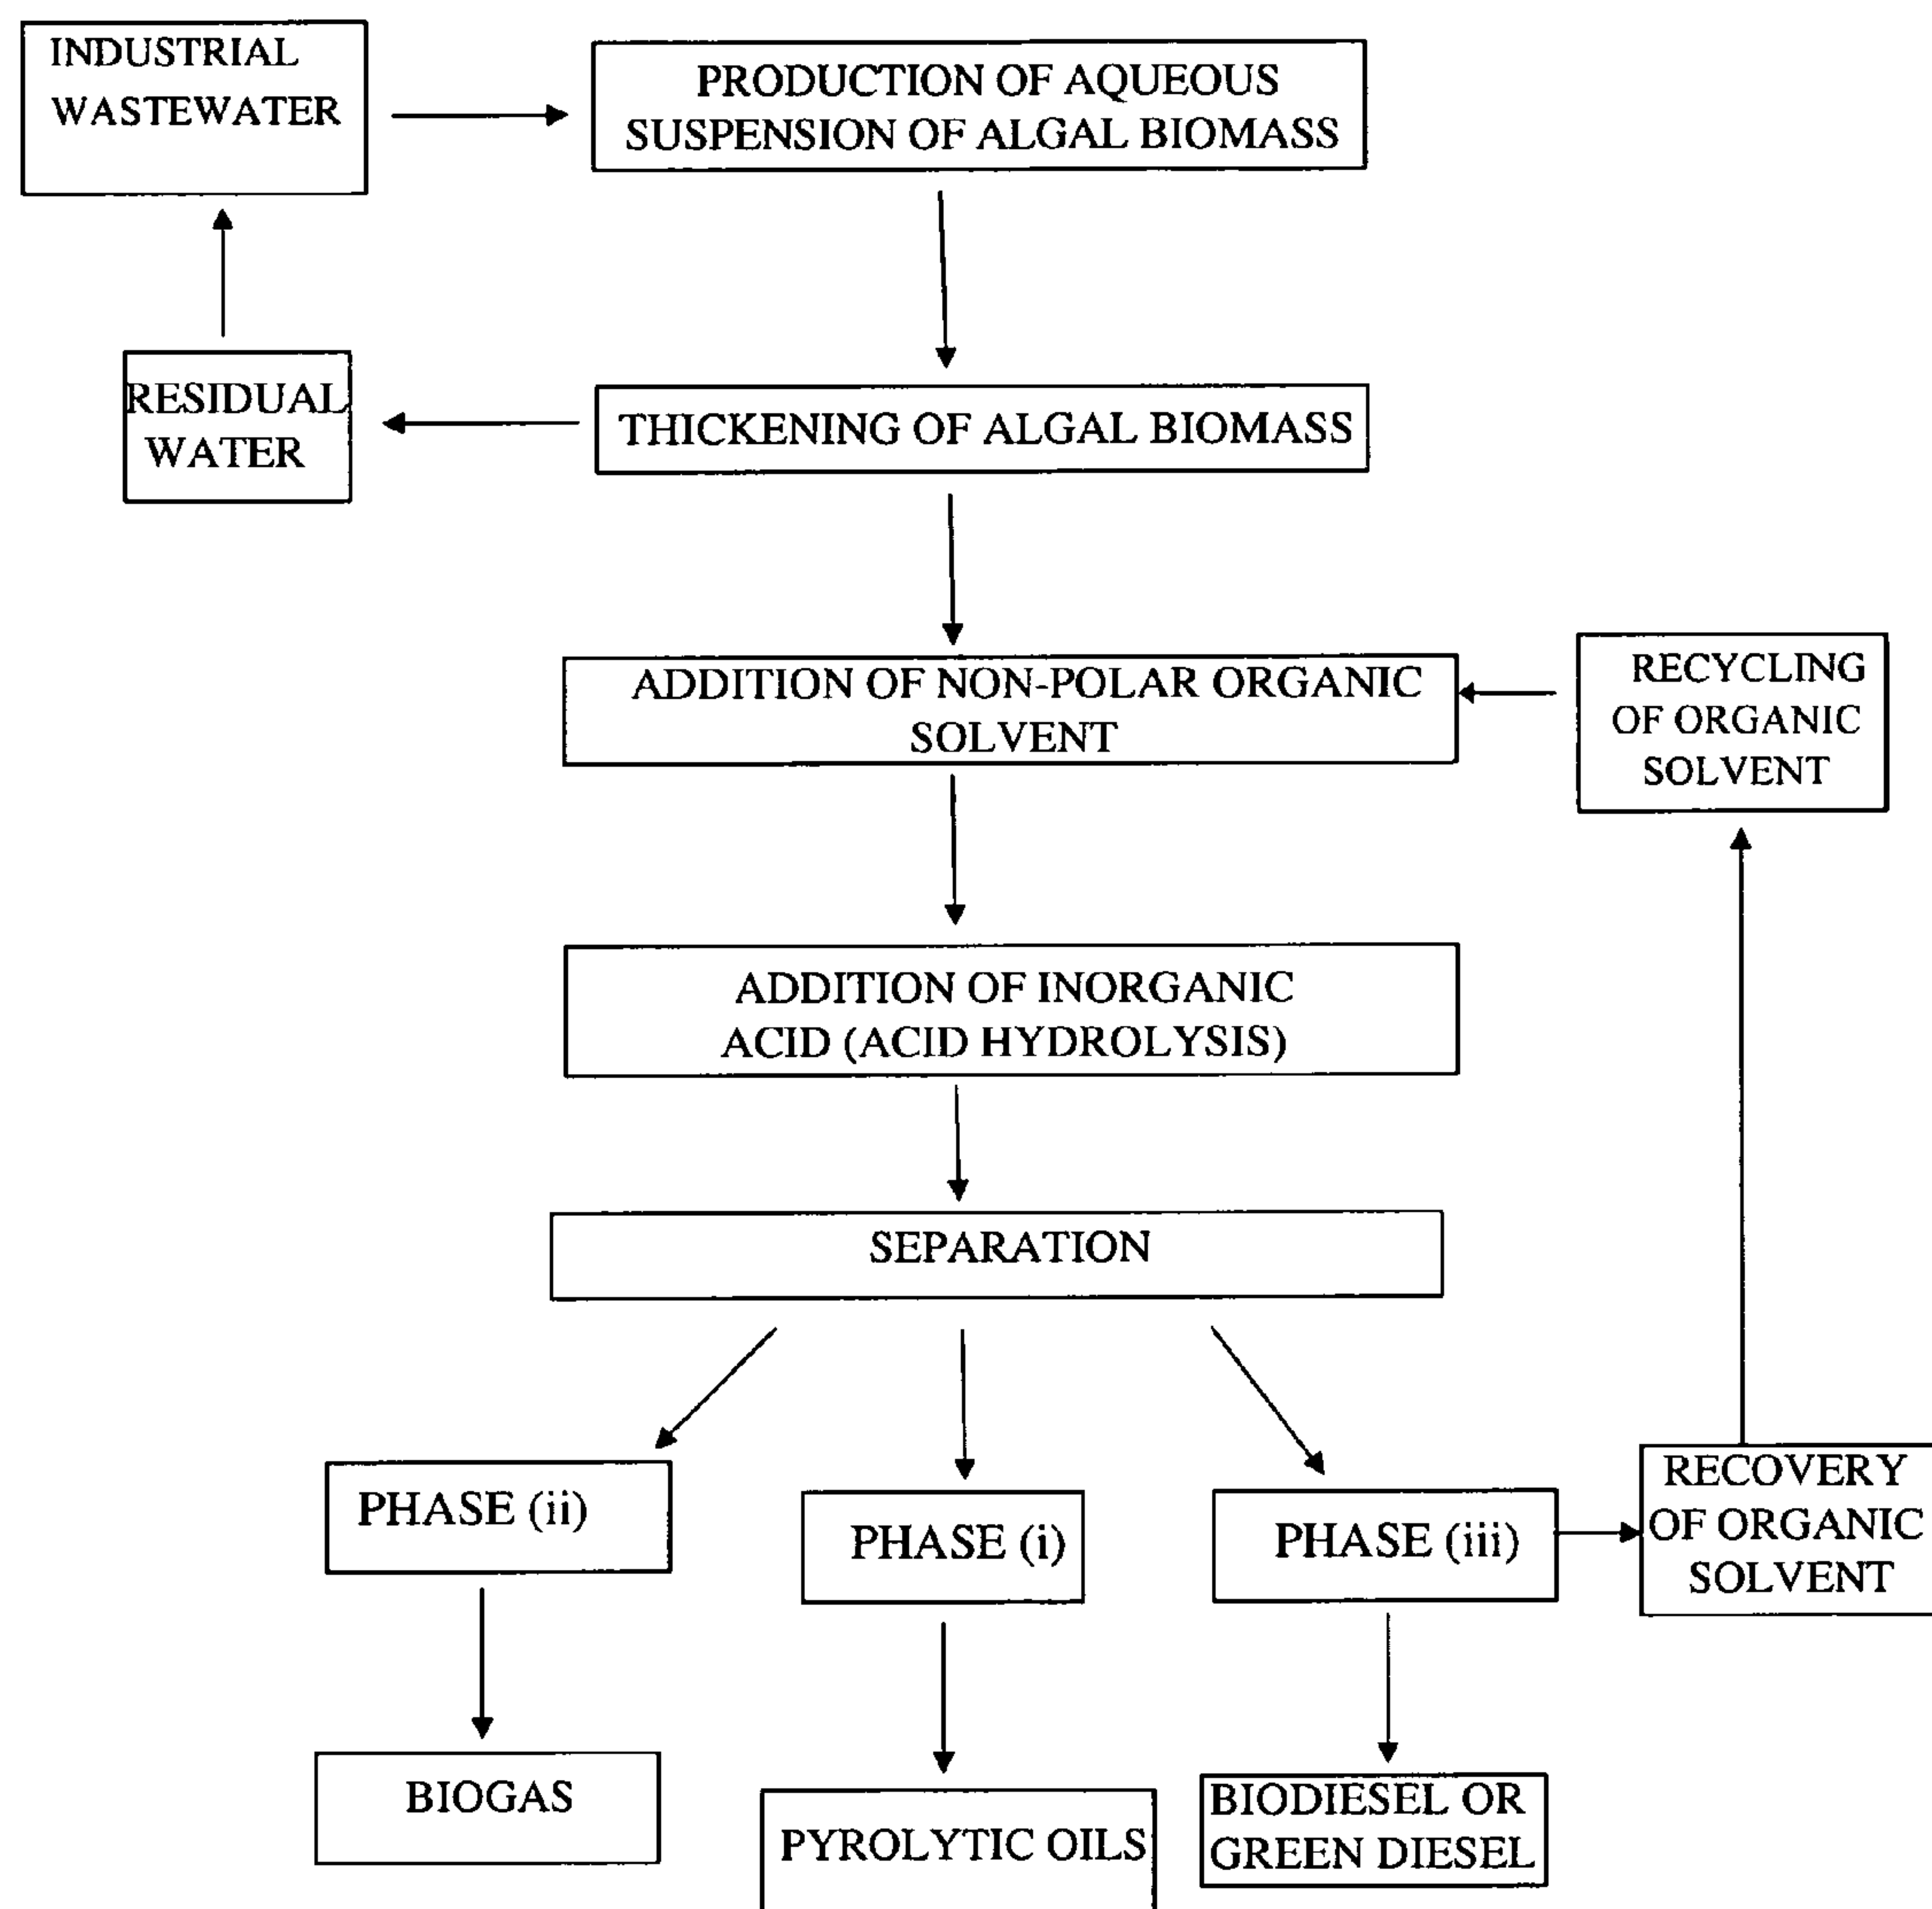 INDUSTRIAL
WASTEWATER
PRODUCTION OF AQUEOUS
SUSPENSION OF ALGAL BIOMASS
RESIDUAL
WATER
THICKENING OF ALGAL BIOMASS
ADDITION OF NON-POLAR ORGANIC
SOLVENT
RECYCLING
OF ORGANIC
SOLVENT
ADDITION OF INORGANIC
ACID (ACID HYDROLYSIS)
SEPARATION
PHASE (ii)
PHASE (i)
PHASE (iii)
RECOVERY
OF ORGANIC
SOLVENT
BIOGAS
PYROLYTIC OILS
BIODIESEL OR
GREEN DIESEL